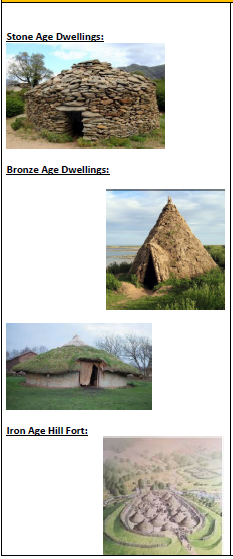 Stone Age Dwellings:
Bronze Age Dwellings:
Iron Age Hill Fort: